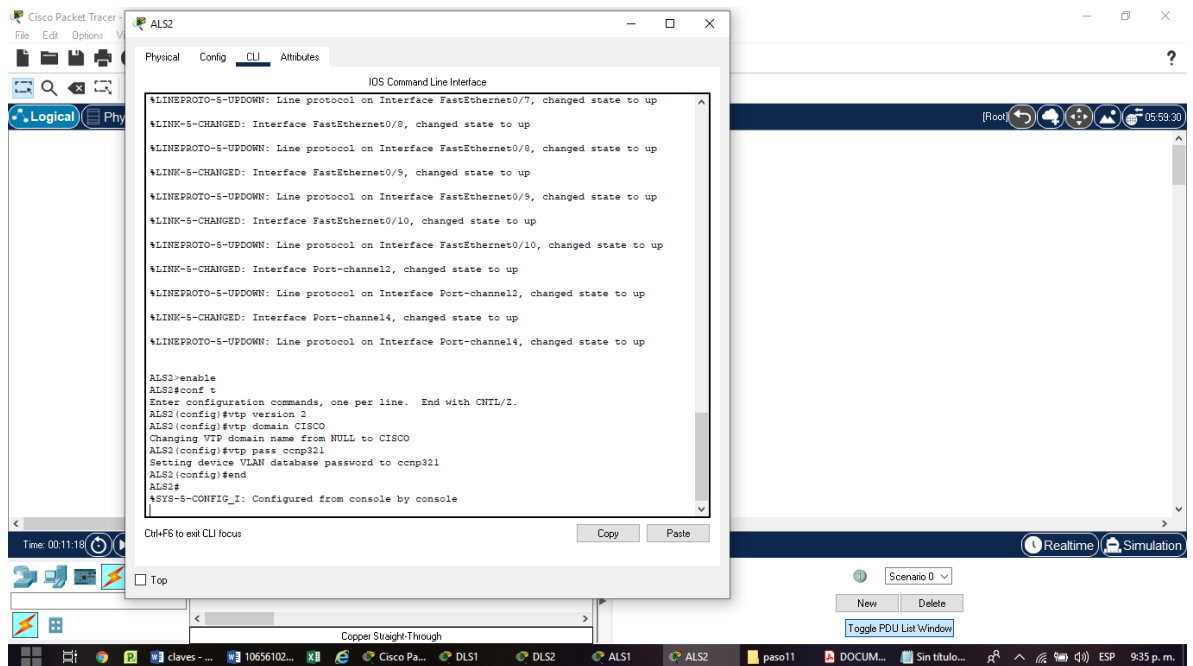 Cisco Packet Tracer -
ALS2
File Edit Options Vi
Physical Config CLI Attributes
?
IOS Command Line Interface
Logical Phy
[Root] 05:59:30
%LINEPROTO-5-UPDOWN: Line protocol on Interface FastEthernet0/7, changed state to up
%LINK-5-CHANGED: Interface FastEthernet0/8, changed state to up
%LINEPROTO-5-UPDOWN: Line protocol on Interface FastEthernet0/8, changed state to up
%LINK-5-CHANGED: Interface FastEthernet0/9, changed state to up
%LINEPROTO-5-UPDOWN: Line protocol on Interface FastEthernet0/9, changed state to up
%LINK-5-CHANGED: Interface FastEthernet0/10, changed state to up
%LINEPROTO-5-UPDOWN: Line protocol on Interface FastEthernet0/10, changed state to up
%LINK-5-CHANGED: Interface Port-channel2, changed state to up
%LINEPROTO-5-UPDOWN: Line protocol on Interface Port-channel2, changed state to up
%LINK-5-CHANGED: Interface Port-channel4, changed state to up
%LINEPROTO-5-UPDOWN: Line protocol on Interface Port-channel4, changed state to up
ALS2>enable
ALS2#conf t
Enter configuration commands, one per line. End with CNTL/Z.
ALS2(config)#vtp version 2
ALS2(config)#vtp domain CISCO
Changing VTP domain name from NULL to CISCO
ALS2(config)#vtp pass ccnp321
Setting device VLAN database password to ccnp321
ALS2(config)#end
ALS2#
%SYS-5-CONFIG_I: Configured from console by console
Ctrl+F6 to exit CLI focus
Copy Paste
Time: 00:11:18
Realtime Simulation
Top
Scenario 0
New Delete
Toggle PDU List Window
Copper Straight-Through
claves - ... 10656102... Cisco Pa... DLS1 DLS2 ALS1 ALS2 paso11 DOCUM... Sin título... ESP 9:35 p. m.